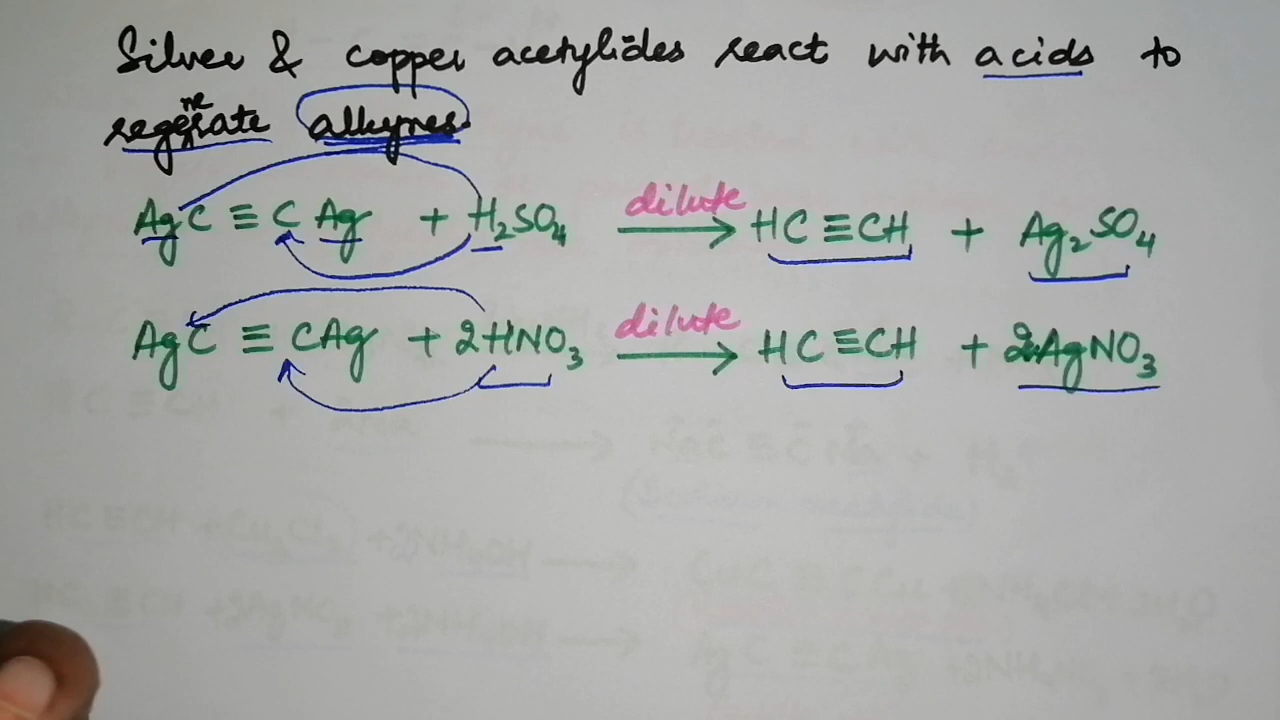 Silver & copper acetylides react with acids to
regenerate alkynes.
AgC ≡ CAg + H₂SO₄ dilute → HC ≡ CH + Ag₂SO₄
AgC ≡ CAg + 2HNO₃ dilute → HC ≡ CH + 2AgNO₃